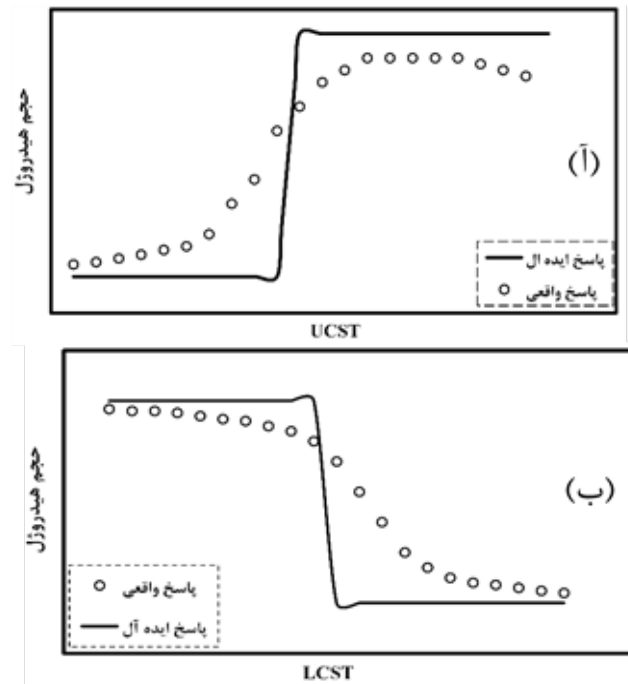 حجم هیدروژل
(آ)
پاسخ ایده ال
پاسخ واقعی
UCST
حجم هیدروژل
(ب)
پاسخ واقعی
پاسخ ایده آل
LCST